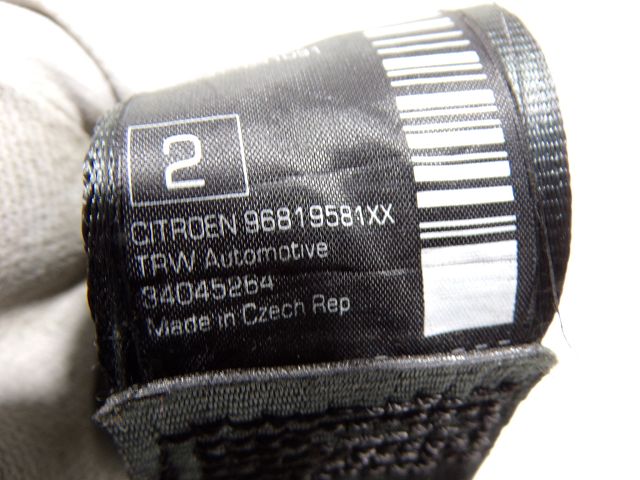 2
CITROEN 96819581XX
TRW Automotive
34045264
Made in Czech Rep